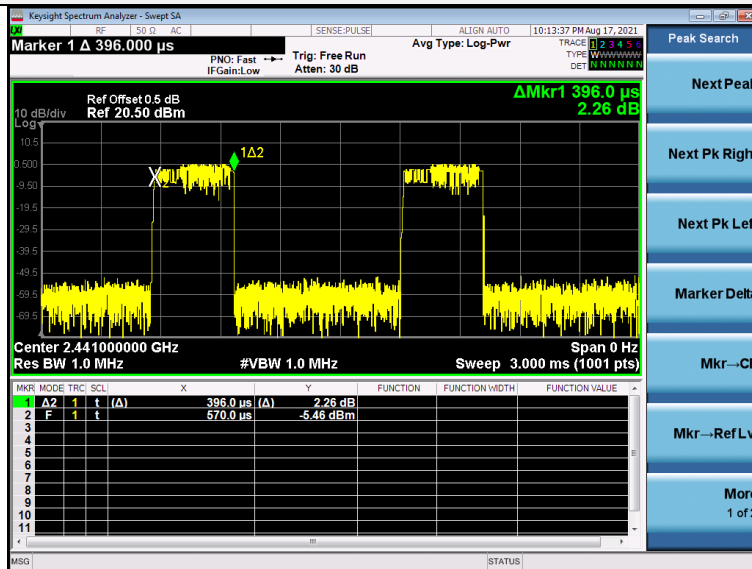 Keysight Spectrum Analyzer - Swept SA
LXI RF 50 Ω AC SENSE:PULSE ALIGN AUTO 10:13:37 PM Aug 17, 2021
Marker 1 Δ 396.000 µs
PNO: Fast
IFGain:Low
Trig: Free Run
Atten: 30 dB
Avg Type: Log-Pwr
TRACE 1 2 3 4 5 6
TYPE WWWWWWW
DET N N N N N N
ΔMkr1 396.0 µs
2.26 dB
Ref Offset 0.5 dB
10 dB/div Ref 20.50 dBm
Log
10.5
0.500
-9.50
-19.5
-29.5
-39.5
-49.5
-59.5
-69.5
1Δ2
2
Center 2.441000000 GHz Span 0 Hz
Res BW 1.0 MHz #VBW 1.0 MHz Sweep 3.000 ms (1001 pts)
MKR MODE TRC SCL X Y FUNCTION FUNCTION WIDTH FUNCTION VALUE
1 Δ2 1 t (Δ) 396.0 µs (Δ) 2.26 dB
2 F 1 t 570.0 µs -5.46 dBm
3
4
5
6
7
8
9
10
11
MSG STATUS
Peak Search
Next Peak
Next Pk Righ
Next Pk Lef
Marker Delta
Mkr→C
Mkr→Ref Lv
More
1 of 2